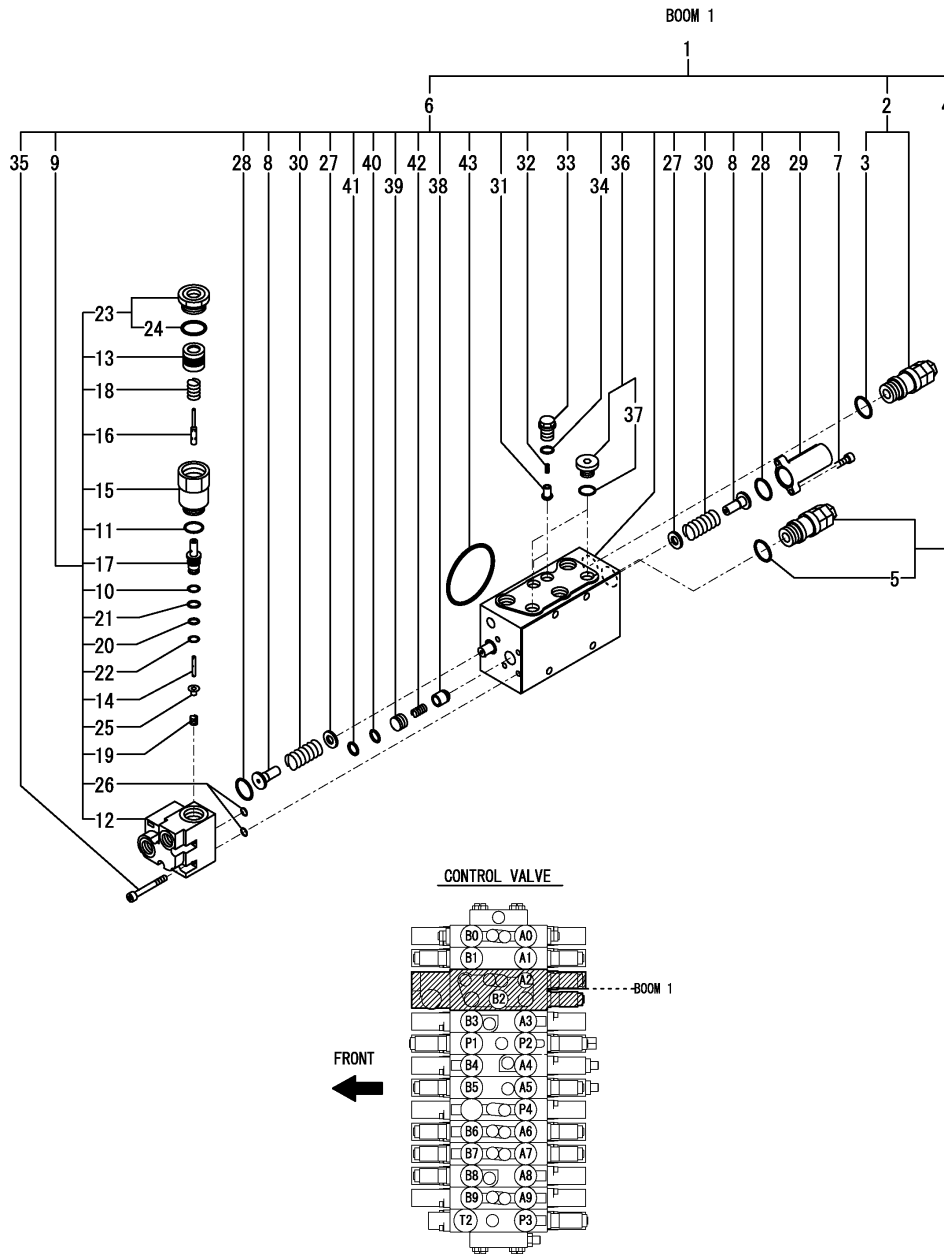 BOOM 1
1
6 2 4
35 9 28 8 30 27 40 42 43 32 33 36 27 30 8 28 29 7 3
41 39 38 31 34
23
24
13
18
37
16
15
11
17
10
5
21
20
22
14
25
19
26
12
CONTROL VALVE
B0 A0
B1 A1
A2
BOOM 1
B2
B3 A3
P1 P2
FRONT
B4 A4
B5 A5
P4
B6 A6
B7 A7
B8 A8
B9 A9
T2 P3